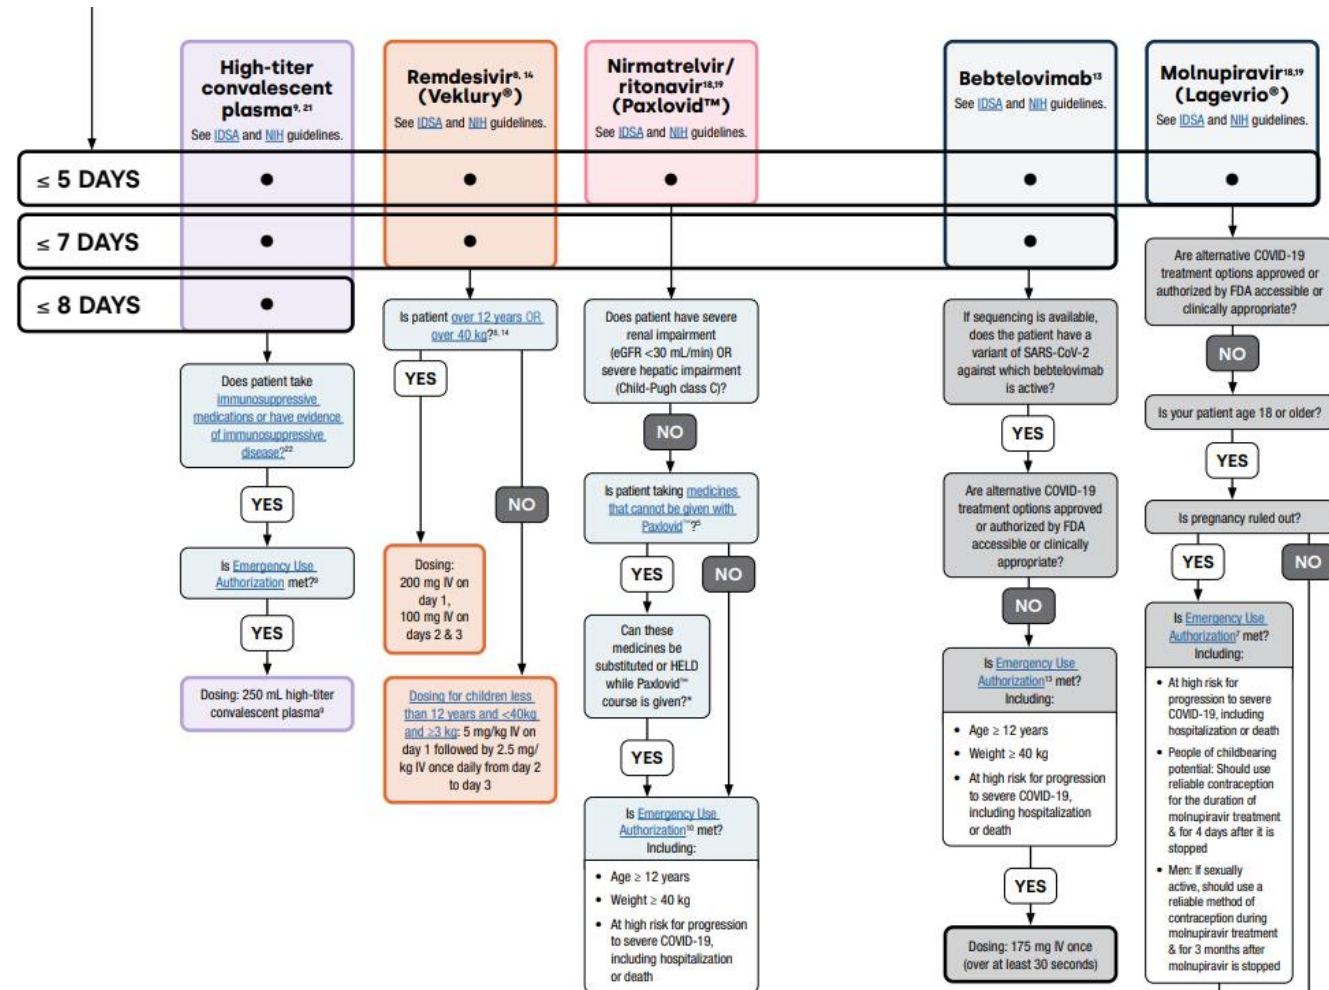 High-titer
convalescent
plasma⁹, ²¹
See IDSA and NIH guidelines.
Remdesivir⁸, ¹⁴
(Veklury®)
See IDSA and NIH guidelines.
Nirmatrelvir/
ritonavir¹⁸,¹⁹
(Paxlovid™)
See IDSA and NIH guidelines.
Bebtelovimab¹³
See IDSA and NIH guidelines.
Molnupiravir¹⁸,¹⁹
(Lagevrio®)
See IDSA and NIH guidelines.
≤ 5 DAYS
≤ 7 DAYS
≤ 8 DAYS
Does patient take
immunosuppressive
medications or have evidence
of immunosuppressive
disease?²²
YES
Is Emergency Use
Authorization met?⁹
YES
Dosing: 250 mL high-titer
convalescent plasma⁹
Is patient over 12 years OR
over 40 kg?⁸, ¹⁴
YES
NO
Dosing:
200 mg IV on
day 1,
100 mg IV on
days 2 & 3
Dosing for children less
than 12 years and <40kg
and ≥3 kg: 5 mg/kg IV on
day 1 followed by 2.5 mg/
kg IV once daily from day 2
to day 3
Does patient have severe
renal impairment
(eGFR <30 mL/min) OR
severe hepatic impairment
(Child-Pugh class C)?
NO
Is patient taking medicines
that cannot be given with
Paxlovid™?⁵
YES
NO
Can these
medicines be
substituted or HELD
while Paxlovid™
course is given?*
YES
Is Emergency Use
Authorization¹⁰ met?
Including:
• Age ≥ 12 years
• Weight ≥ 40 kg
• At high risk for progression
to severe COVID-19,
including hospitalization
or death
If sequencing is available,
does the patient have a
variant of SARS-CoV-2
against which bebtelovimab
is active?
YES
Are alternative COVID-19
treatment options approved
or authorized by FDA
accessible or clinically
appropriate?
NO
Is Emergency Use
Authorization¹³ met?
Including:
• Age ≥ 12 years
• Weight ≥ 40 kg
• At high risk for progression
to severe COVID-19,
including hospitalization
or death
YES
Dosing: 175 mg IV once
(over at least 30 seconds)
Are alternative COVID-19
treatment options approved or
authorized by FDA accessible or
clinically appropriate?
NO
Is your patient age 18 or older?
YES
Is pregnancy ruled out?
YES
NO
Is Emergency Use
Authorization⁷ met?
Including:
• At high risk for
progression to severe
COVID-19, including
hospitalization or death
• People of childbearing
potential: Should use
reliable contraception
for the duration of
molnupiravir treatment
& for 4 days after it is
stopped
• Men: If sexually
active, should use a
reliable method of
contraception during
molnupiravir treatment
& for 3 months after
molnupiravir is stopped